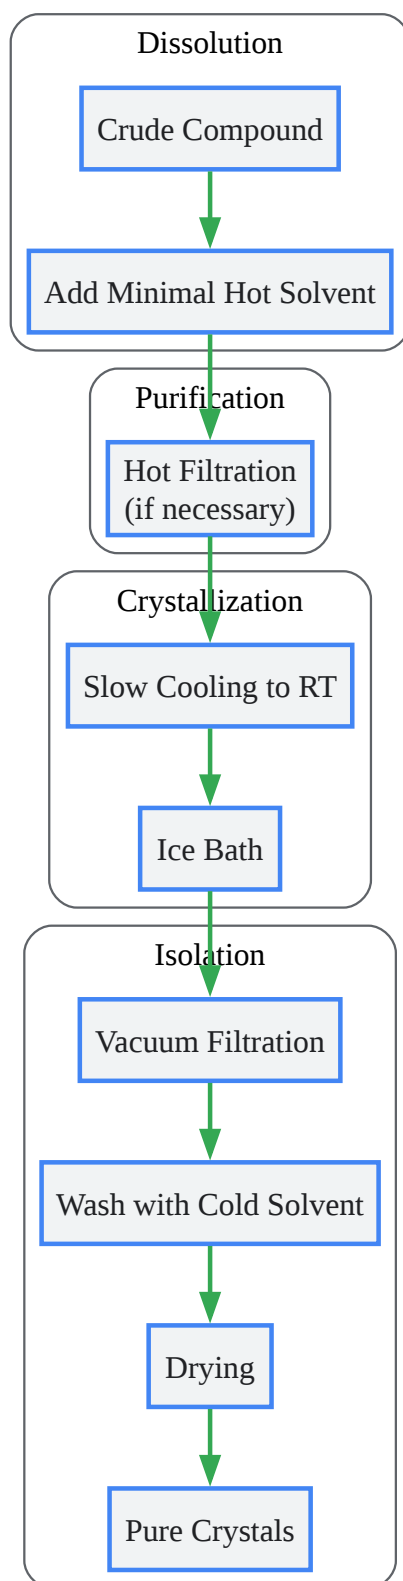 Dissolution
Crude Compound
Add Minimal Hot Solvent
Purification
Hot Filtration
(if necessary)
Crystallization
Slow Cooling to RT
Ice Bath
Isolation
Vacuum Filtration
Wash with Cold Solvent
Drying
Pure Crystals